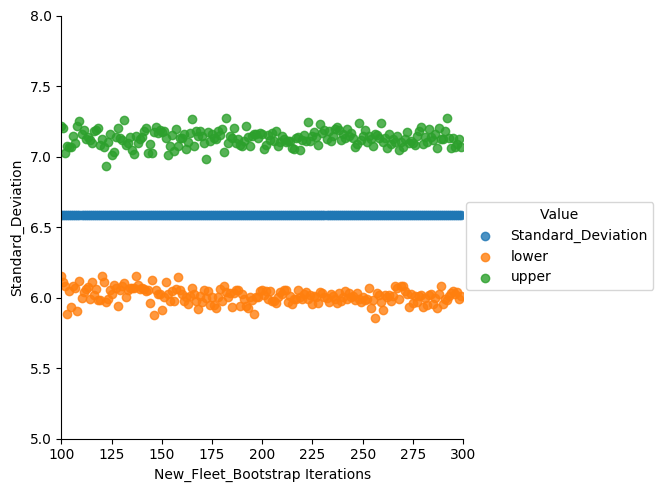 8.0
7.5
7.0
6.5
6.0
5.5
5.0
Standard_Deviation
100 125 150 175 200 225 250 275 300
New_Fleet_Bootstrap Iterations
Value
Standard_Deviation
lower
upper